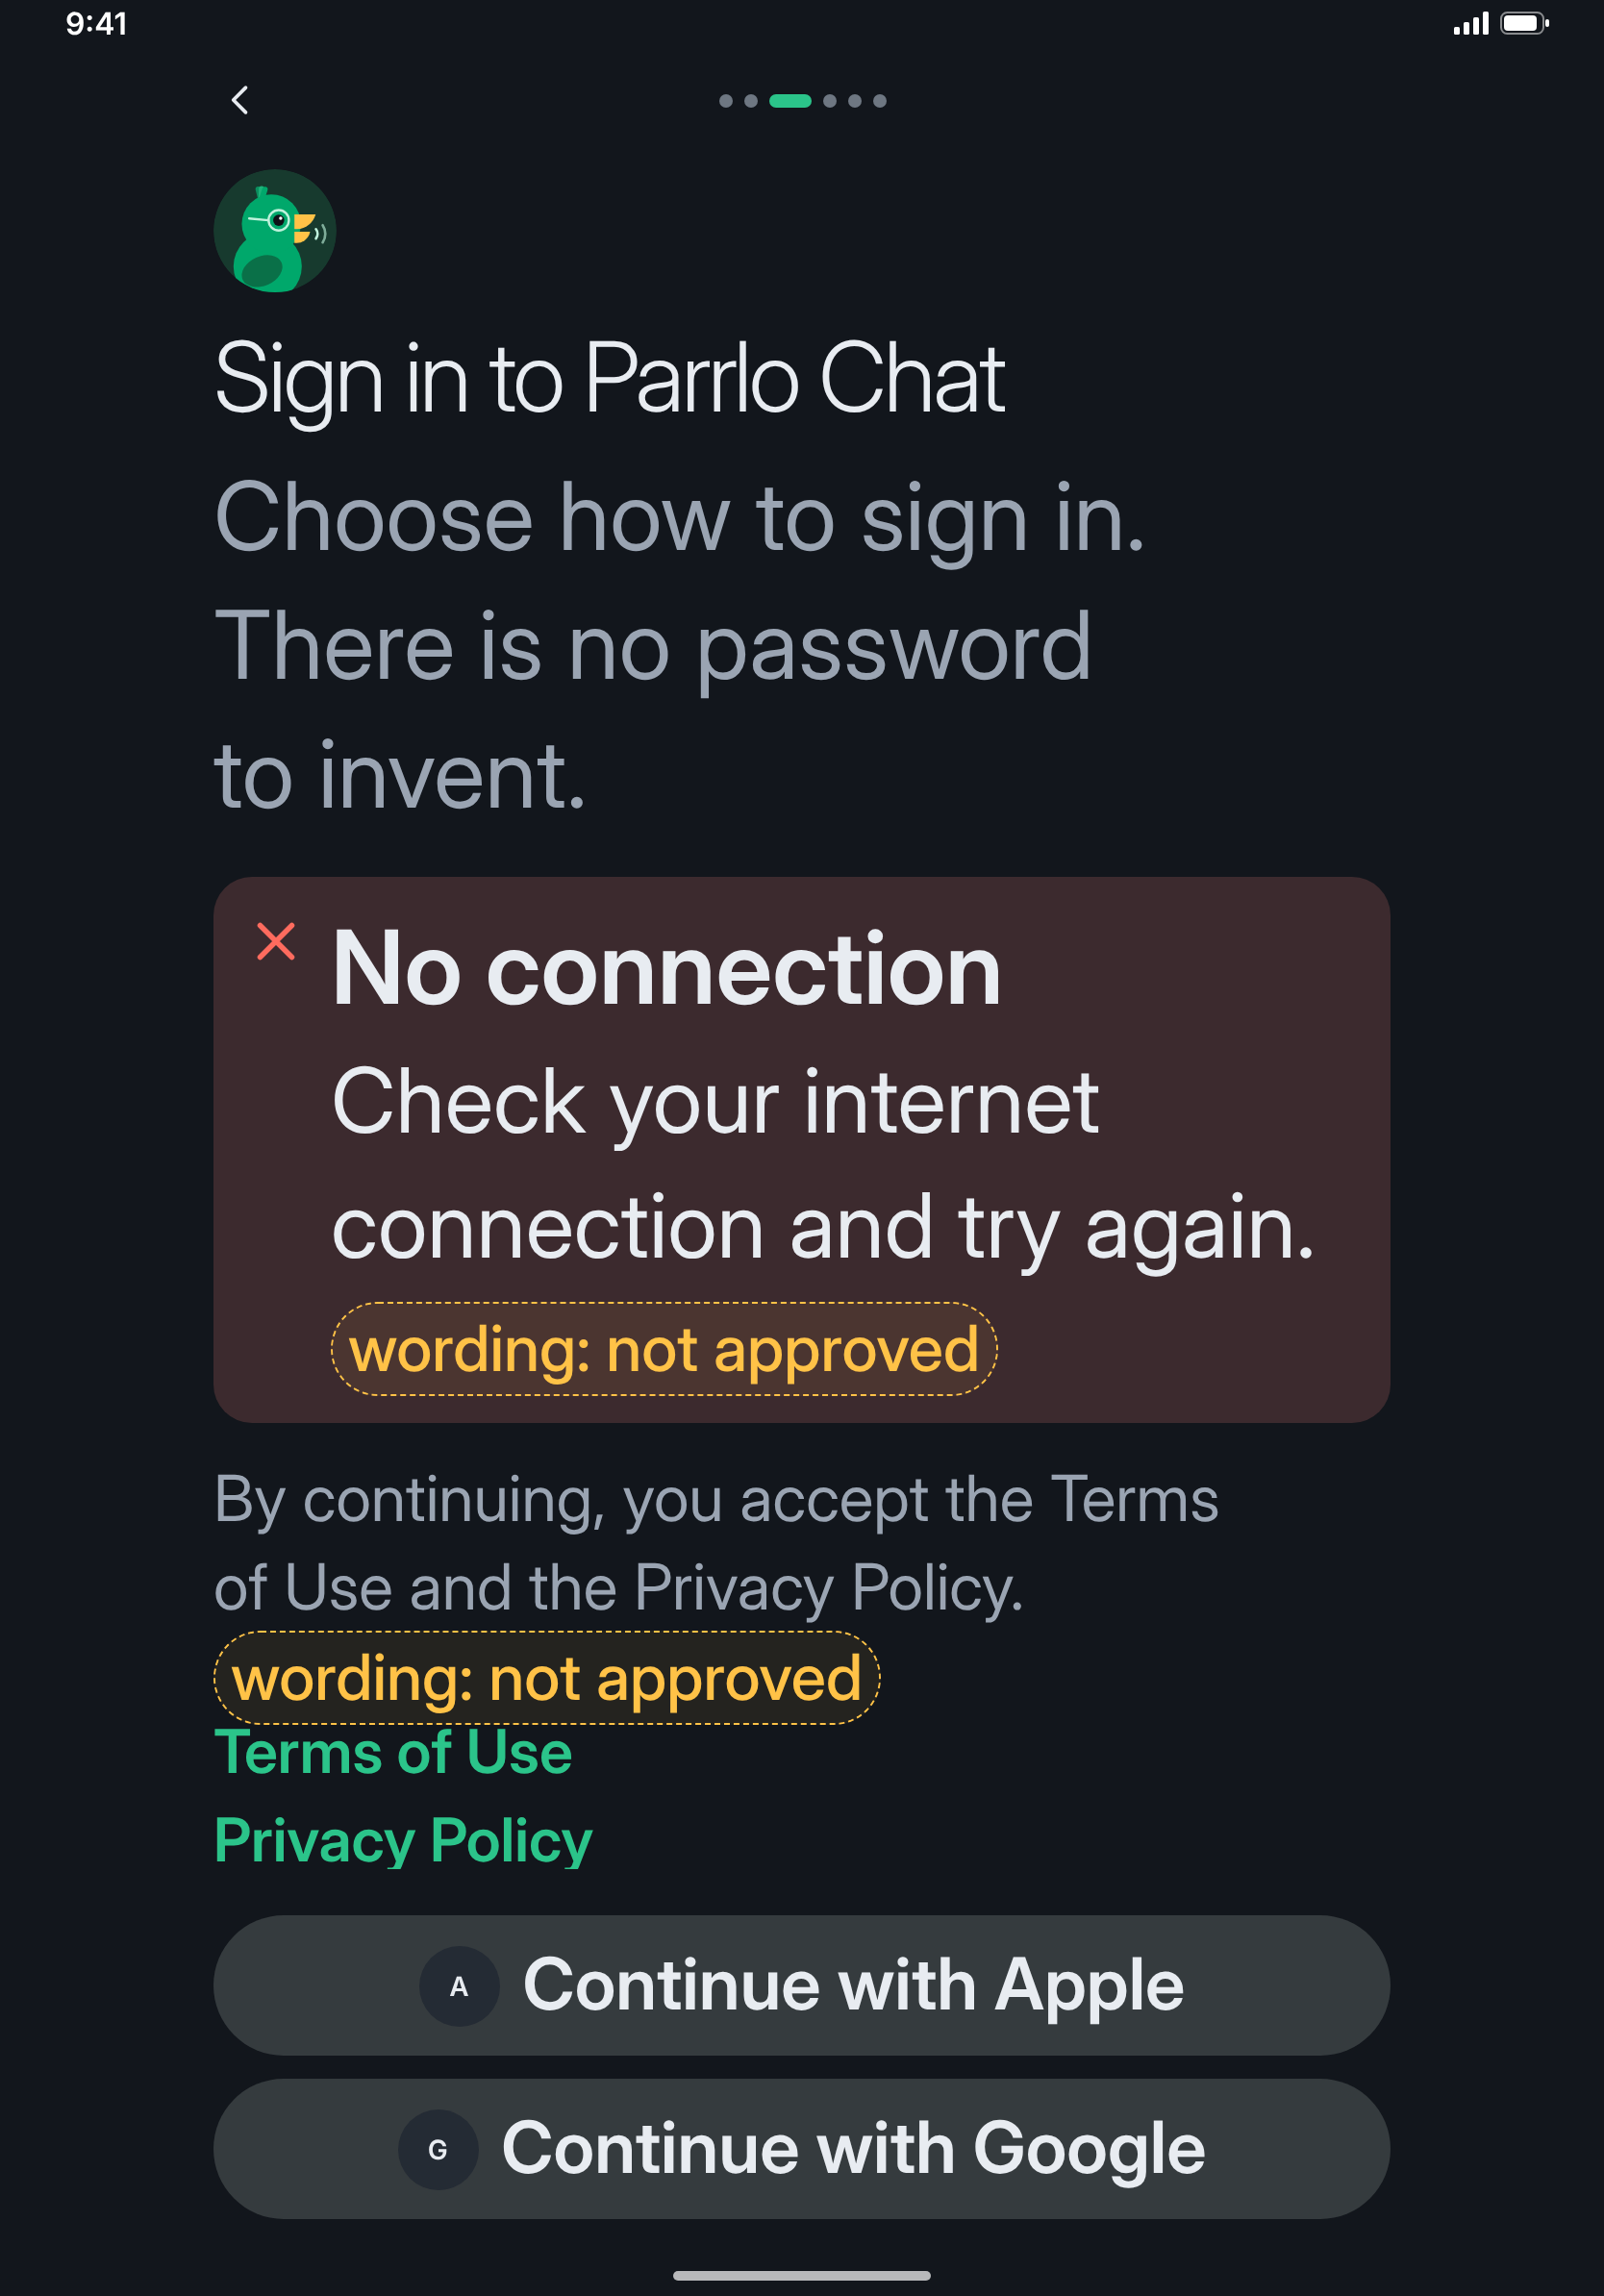 9:41
Sign in to Parrlo Chat
Choose how to sign in.
There is no password
to invent.
No connection
Check your internet
connection and try again.
wording: not approved
By continuing, you accept the Terms
of Use and the Privacy Policy.
wording: not approved
Terms of Use
Privacy Policy
A Continue with Apple
G Continue with Google